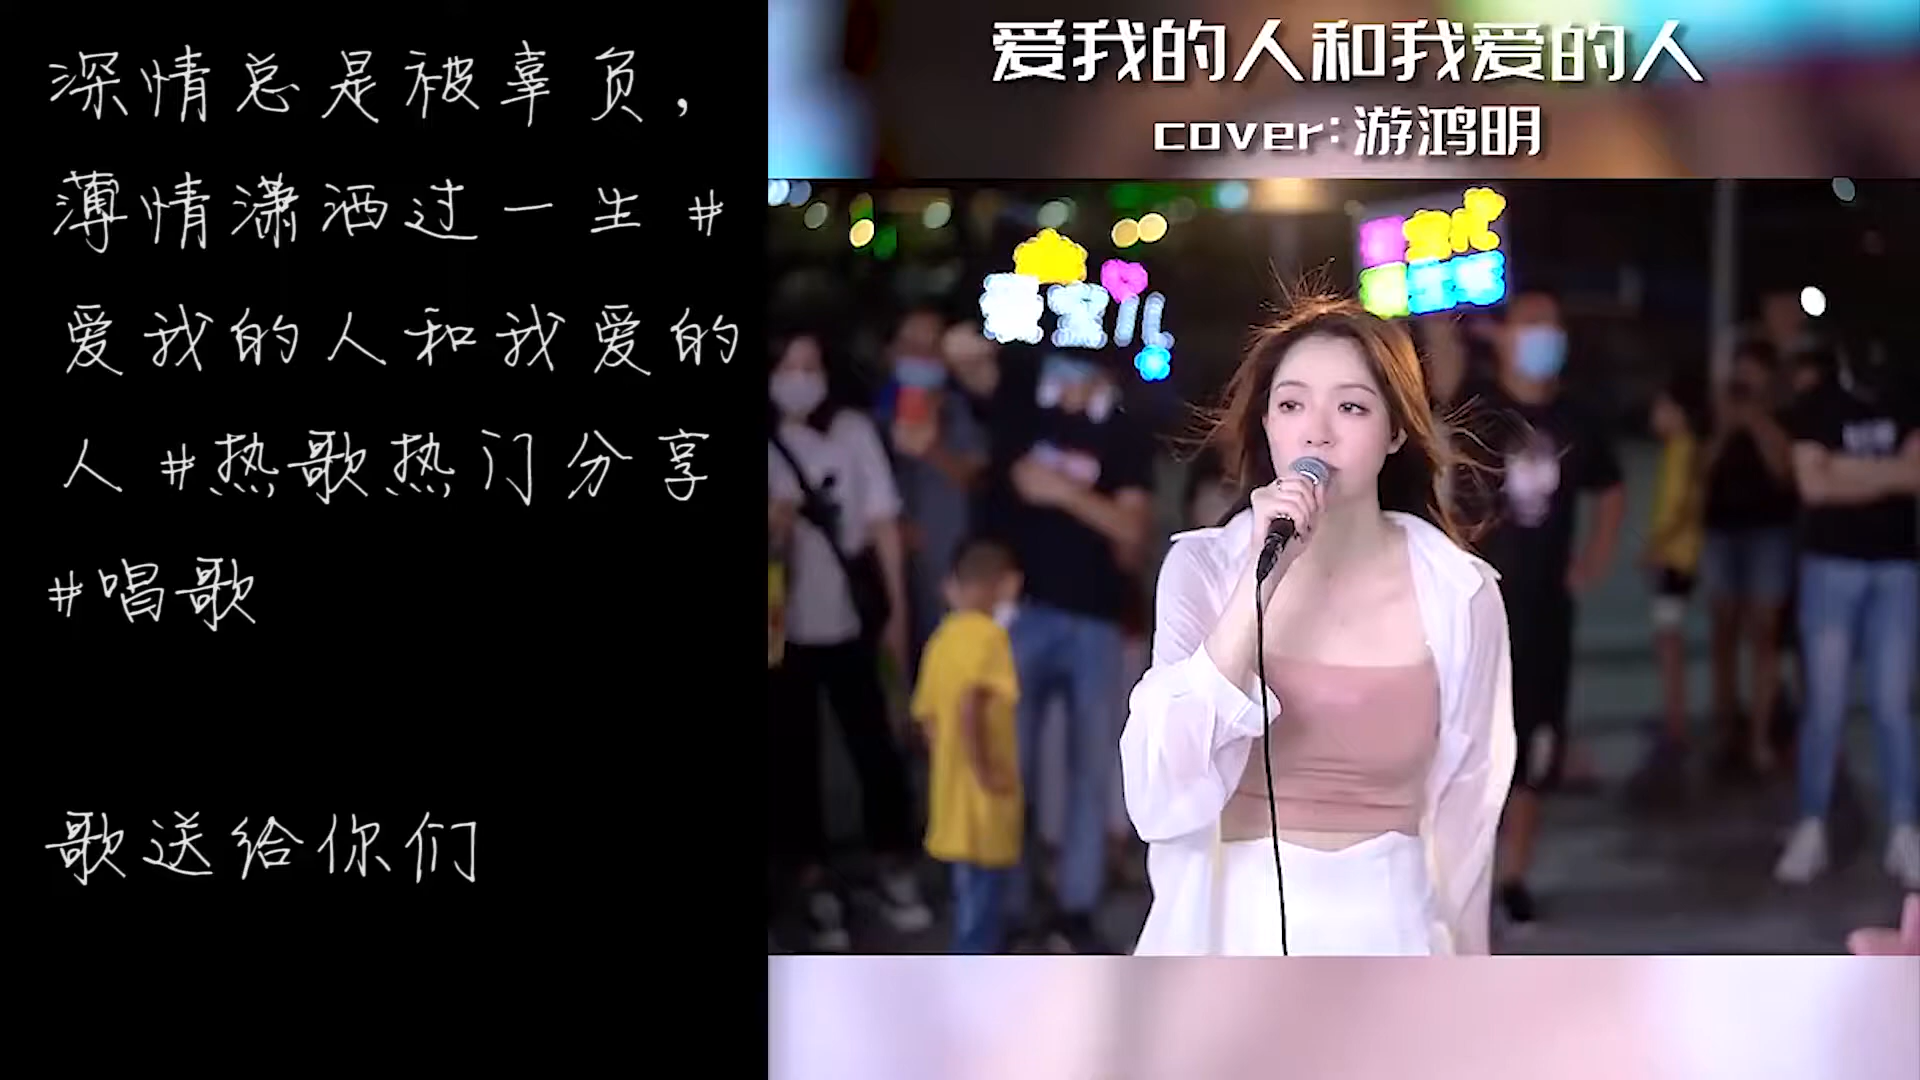 深情总是被辜负,
薄情潇洒过一生#
爱我的人和我爱的
人#热歌热门分享
#唱歌
歌送给你们
爱我的人和我爱的人
cover:游鸿明